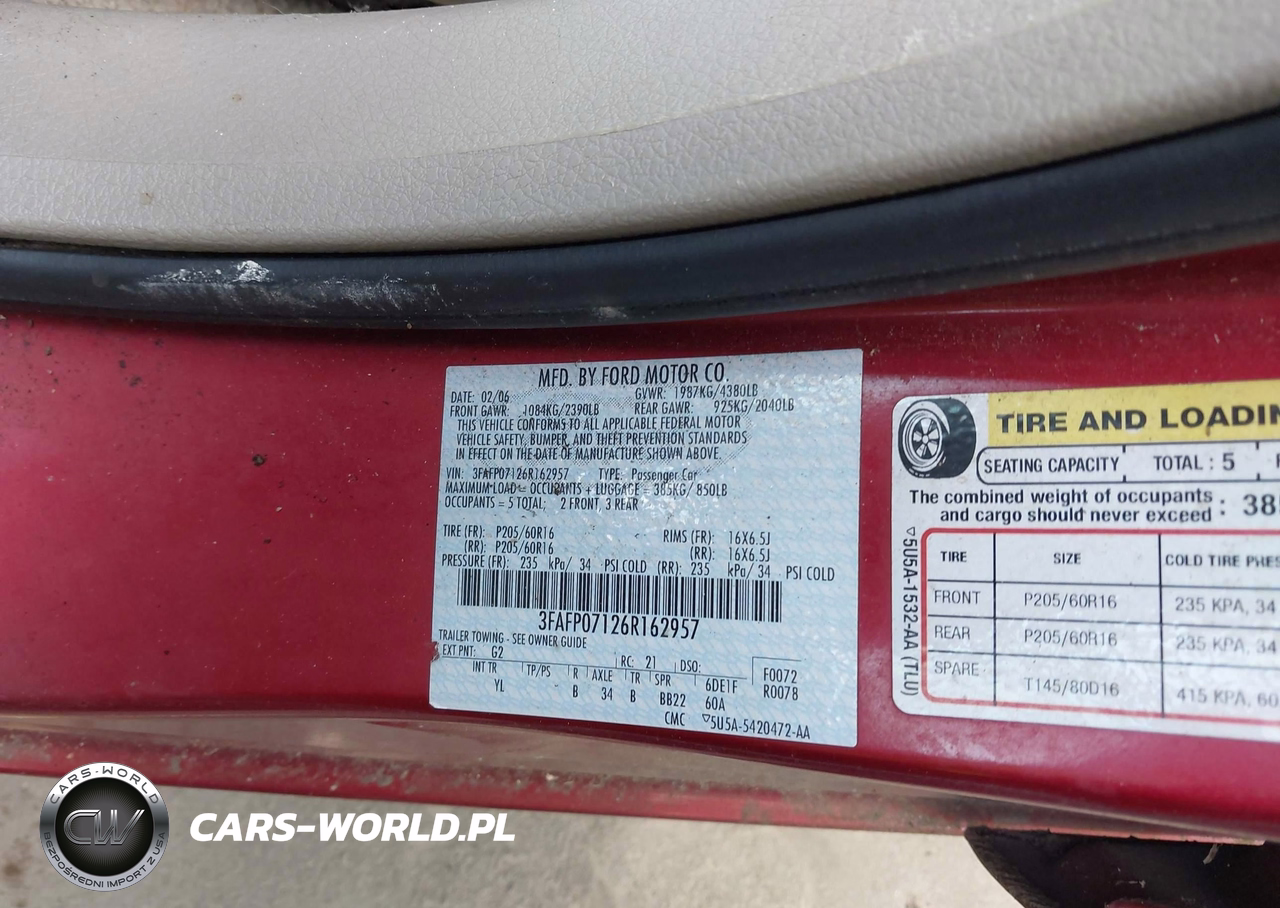 MFD. BY FORD MOTOR CO.
DATE: 02/06 GVWR: 1987KG/4380LB
FRONT GAWR: 1084KG/2390LB REAR GAWR: 925KG/2040LB
THIS VEHICLE CONFORMS TO ALL APPLICABLE FEDERAL MOTOR
VEHICLE SAFETY, BUMPER, AND THEFT PREVENTION STANDARDS
IN EFFECT ON THE DATE OF MANUFACTURE SHOWN ABOVE.
VIN: 3FAFP07126R162957 TYPE: Passenger Car
MAXIMUM LOAD = OCCUPANTS + LUGGAGE = 385KG/ 850LB
OCCUPANTS = 5 TOTAL; 2 FRONT, 3 REAR
TIRE (FR): P205/60R16 RIMS (FR): 16X6.5J
(RR): P205/60R16 (RR): 16X6.5J
PRESSURE (FR): 235 kPa/ 34 PSI COLD (RR): 235 kPa/ 34 PSI COLD
3FAFP07126R162957
TRAILER TOWING - SEE OWNER GUIDE
EXT PNT: G2 RC: 21 DSO: F0072
INT TR TP/PS R AXLE TR SPR 6DE1F R0078
YL B 34 B BB22 60A
CMC ▽5U5A-5420472-AA
TIRE AND LOADIN
SEATING CAPACITY TOTAL : 5
The combined weight of occupants
and cargo should never exceed : 38
▽5U5A-1532-AA (TLU)
TIRE SIZE COLD TIRE PRES
FRONT P205/60R16 235 KPA, 34
REAR P205/60R16 235 KPA, 34
SPARE T145/80D16 415 KPA, 60
CARS-WORLD
CW
BEZPOŚREDNI IMPORT Z USA
CARS-WORLD.PL